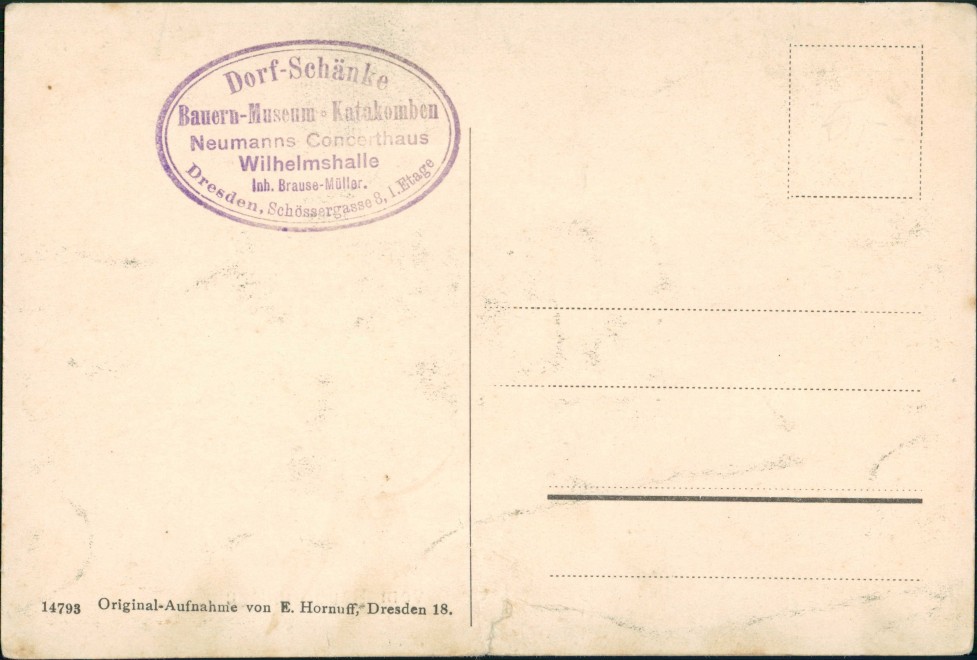 Dorf-Schänke
Bauern-Museum ∘ Katakomben
Neumanns Concerthaus
Wilhelmshalle
Inh. Brause-Müller.
Dresden, Schössergasse 8, 1. Etage
14793 Original-Aufnahme von E. Hornuff, Dresden 18.